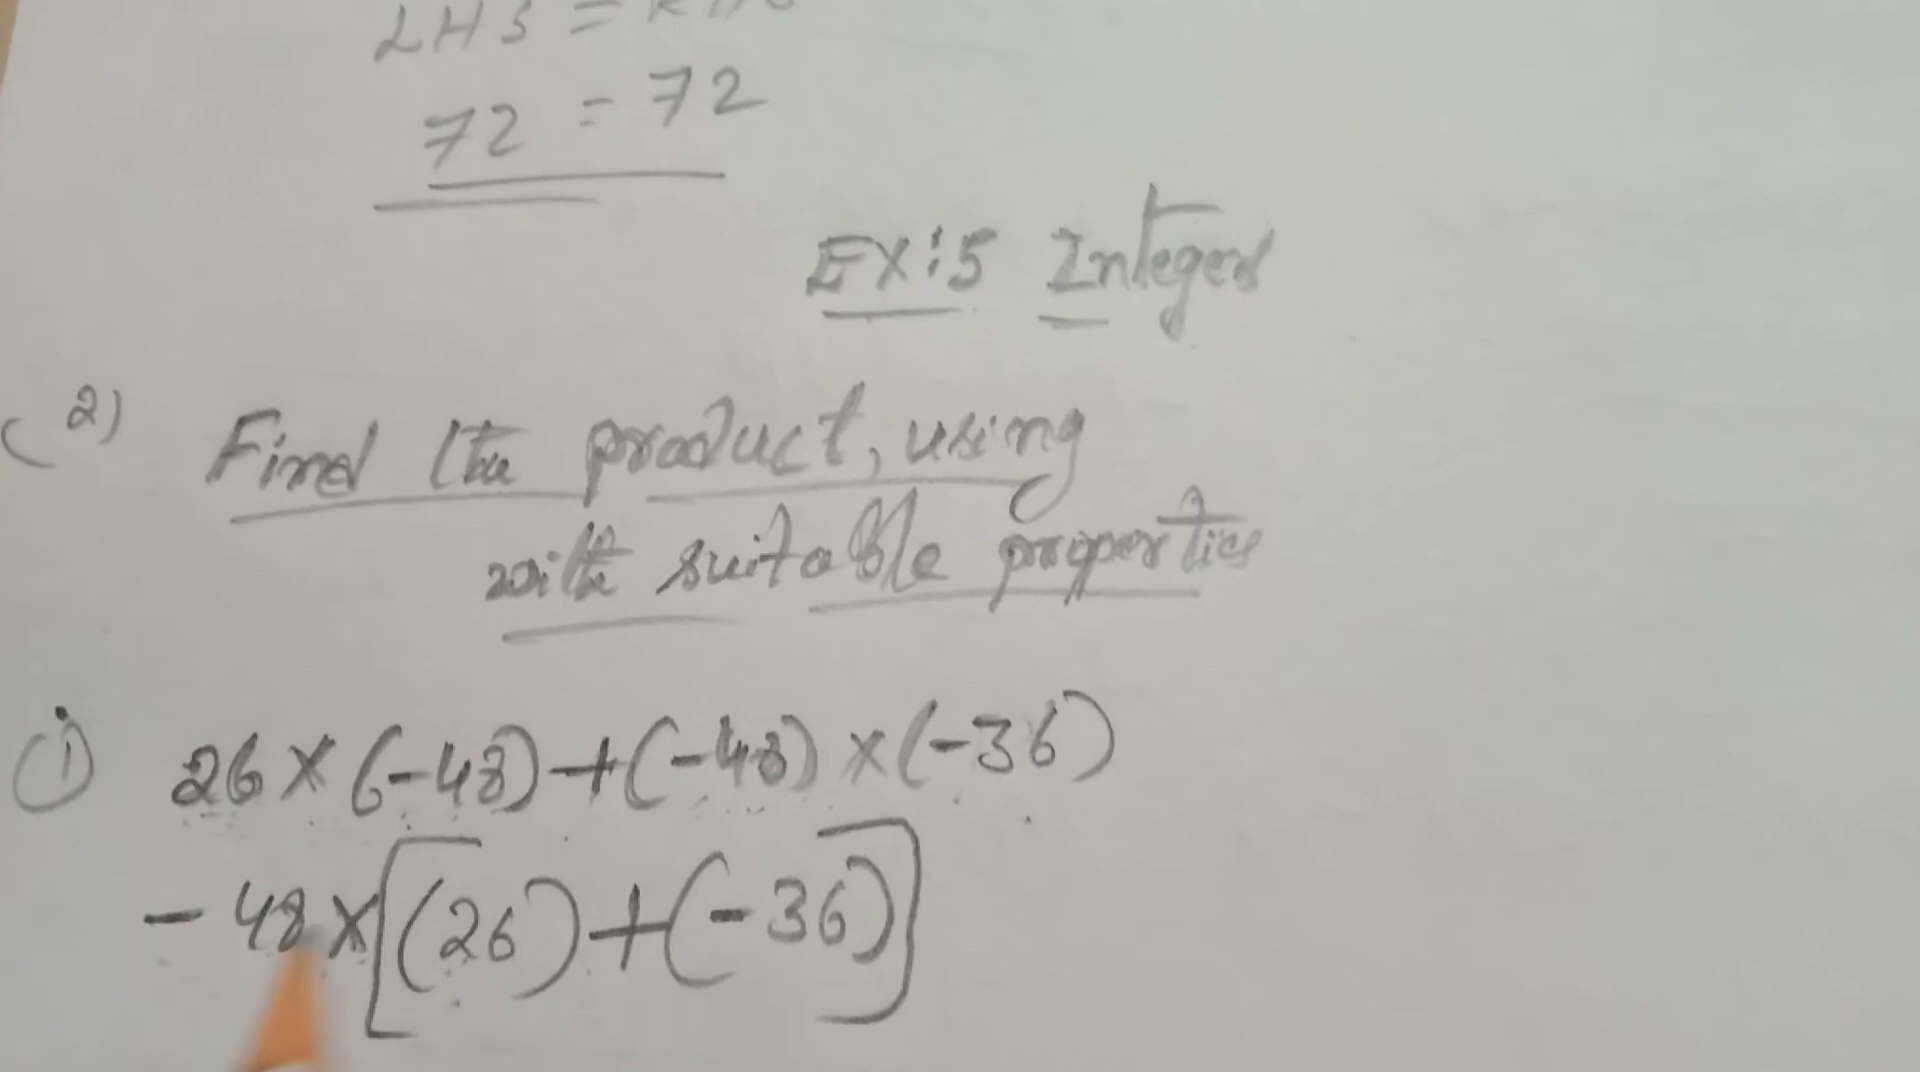 LHS =
72 = 72
EX:5 Integers
2) Find the product, using
with suitable properties
(i) 26 × (-48) + (-48) × (-36)
- 48 × [(26) + (-36)]